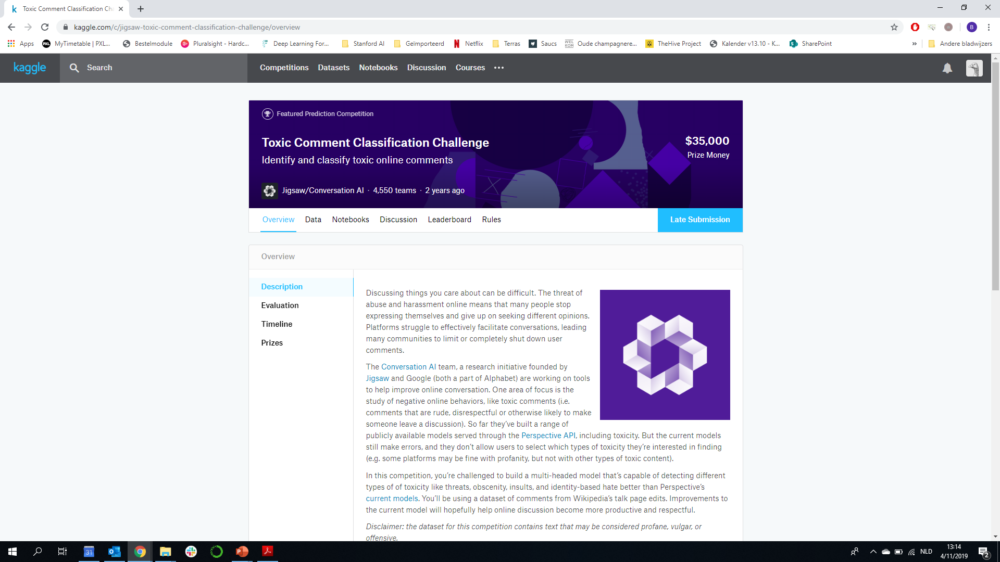 Toxic Comment Classification Cha
kaggle.com/c/jigsaw-toxic-comment-classification-challenge/overview
B
Apps MyTimetable | PXL... Bestelmodule Pluralsight - Hardc... Deep Learning For... Stanford AI Geïmporteerd Netflix Terras Saucs WEL KOM Oude champagnere... TheHive Project Kalender v13.10 - K... SharePoint » Andere bladwijzers
kaggle Search Competitions Datasets Notebooks Discussion Courses
Featured Prediction Competition
Toxic Comment Classification Challenge
Identify and classify toxic online comments
$35,000
Prize Money
Jigsaw/Conversation AI · 4,550 teams · 2 years ago
Overview Data Notebooks Discussion Leaderboard Rules Late Submission
Overview
Description
Evaluation
Timeline
Prizes
Discussing things you care about can be difficult. The threat of
abuse and harassment online means that many people stop
expressing themselves and give up on seeking different opinions.
Platforms struggle to effectively facilitate conversations, leading
many communities to limit or completely shut down user
comments.
The Conversation AI team, a research initiative founded by
Jigsaw and Google (both a part of Alphabet) are working on tools
to help improve online conversation. One area of focus is the
study of negative online behaviors, like toxic comments (i.e.
comments that are rude, disrespectful or otherwise likely to make
someone leave a discussion). So far they've built a range of
publicly available models served through the Perspective API, including toxicity. But the current models
still make errors, and they don't allow users to select which types of toxicity they're interested in finding
(e.g. some platforms may be fine with profanity, but not with other types of toxic content).
In this competition, you're challenged to build a multi-headed model that's capable of detecting different
types of of toxicity like threats, obscenity, insults, and identity-based hate better than Perspective's
current models. You'll be using a dataset of comments from Wikipedia's talk page edits. Improvements to
the current model will hopefully help online discussion become more productive and respectful.
Disclaimer: the dataset for this competition contains text that may be considered profane, vulgar, or
offensive.
31
NLD
13:14
4/11/2019
2